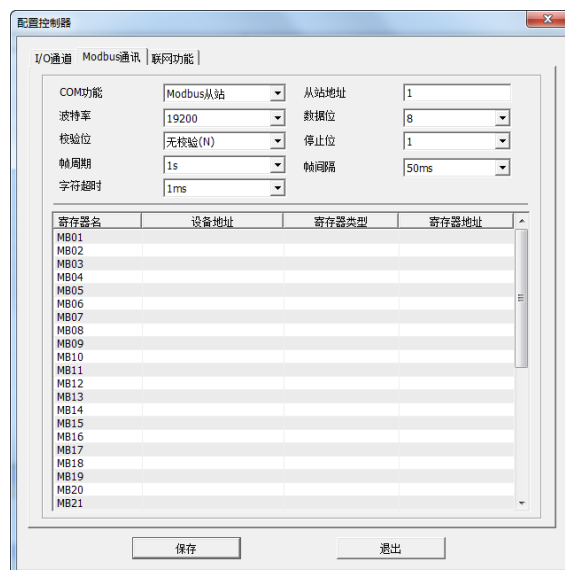 配置控制器
I/O通道 Modbus通讯 联网功能
COM功能 Modbus从站 从站地址 1
波特率 19200 数据位 8
校验位 无校验(N) 停止位 1
帧周期 1s 帧间隔 50ms
字符超时 1ms
寄存器名 设备地址 寄存器类型 寄存器地址
MB01
MB02
MB03
MB04
MB05
MB06
MB07
MB08
MB09
MB10
MB11
MB12
MB13
MB14
MB15
MB16
MB17
MB18
MB19
MB20
MB21
保存 退出